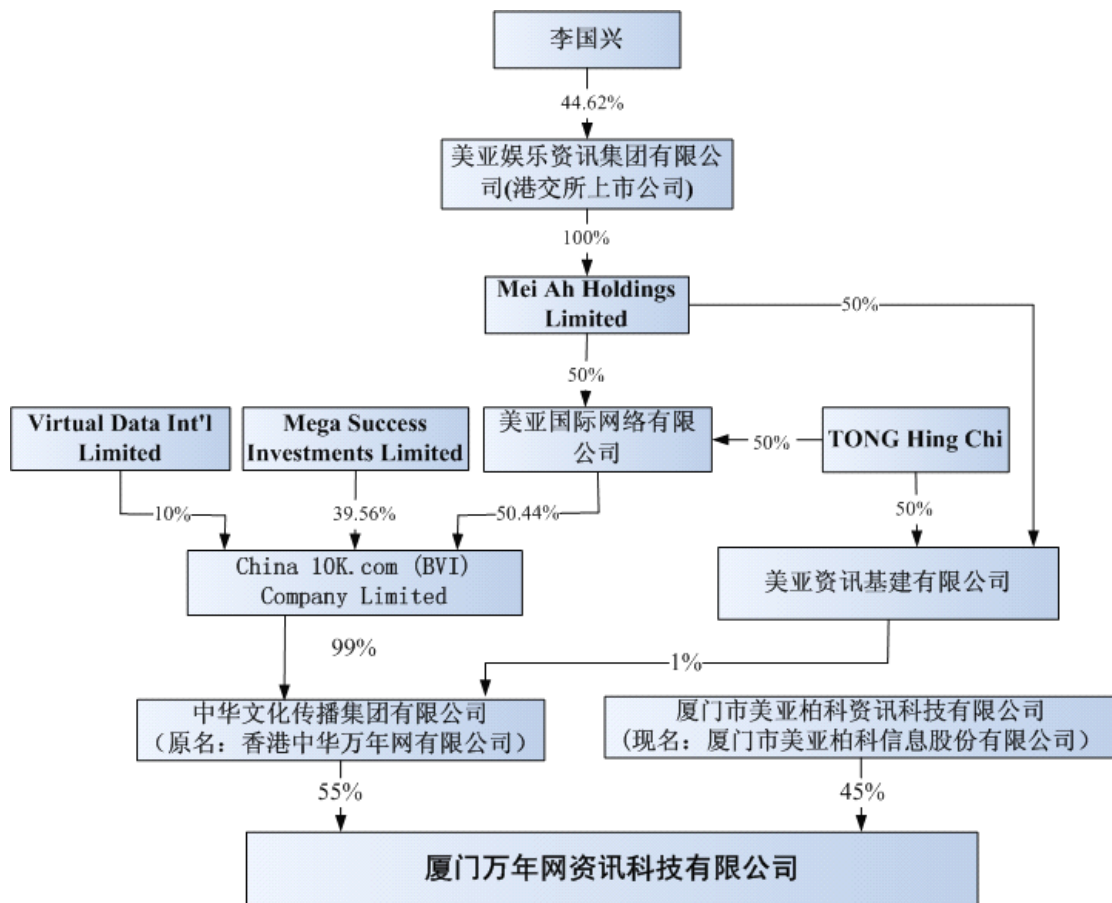 李国兴
44.62%
美亚娱乐资讯集团有限公
司(港交所上市公司)
100%
Mei Ah Holdings
Limited
50%
50%
Virtual Data Int'l
Limited
Mega Success
Investments Limited
美亚国际网络有限
公司
50%
TONG Hing Chi
10%
39.56%
50.44%
50%
China 10K.com (BVI)
Company Limited
美亚资讯基建有限公司
99%
1%
中华文化传播集团有限公司
（原名：香港中华万年网有限公司）
厦门市美亚柏科资讯科技有限公司
(现名：厦门市美亚柏科信息股份有限公司）
55%
45%
厦门万年网资讯科技有限公司